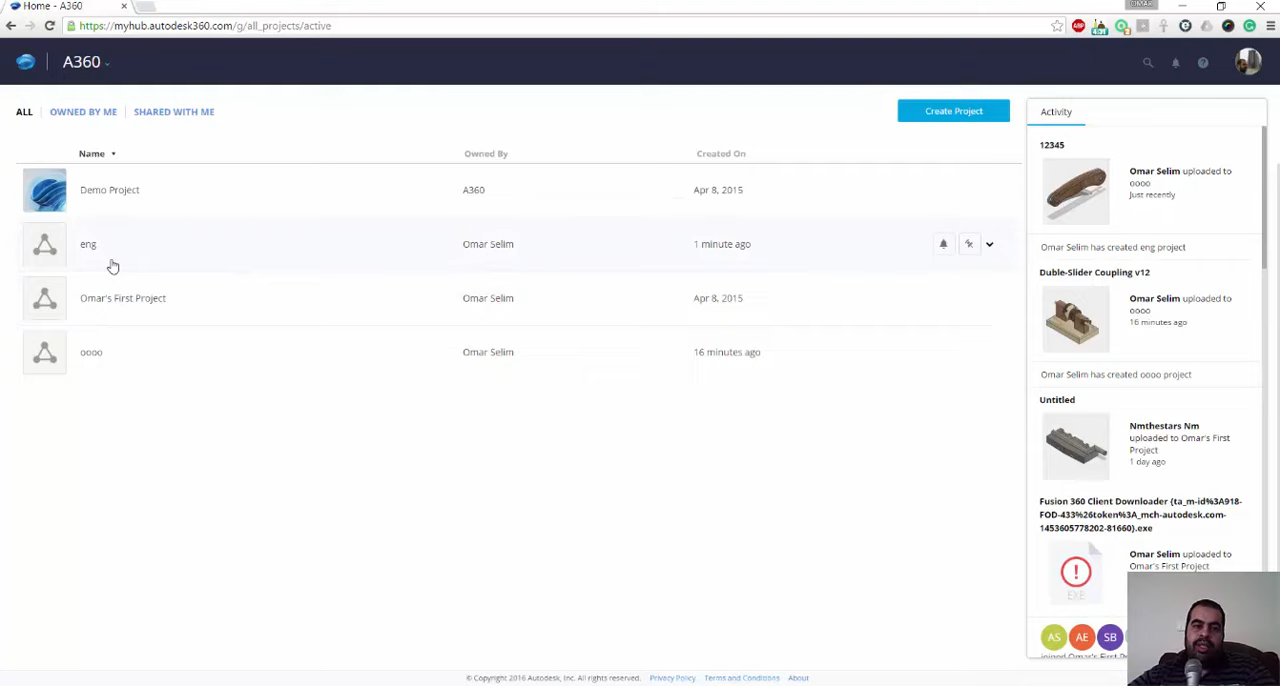 Home - A360
OMAR
https://myhub.autodesk360.com/g/all_projects/active
A360
ALL OWNED BY ME SHARED WITH ME
Create Project
Name Owned By Created On
Demo Project A360 Apr 8, 2015
eng Omar Selim 1 minute ago
Omar's First Project Omar Selim Apr 8, 2015
oooo Omar Selim 16 minutes ago
Activity
12345
Omar Selim uploaded to
oooo
Just recently
Omar Selim has created eng project
Duble-Slider Coupling v12
Omar Selim uploaded to
oooo
16 minutes ago
Omar Selim has created oooo project
Untitled
Nmthestars Nm
uploaded to Omar's First
Project
1 day ago
Fusion 360 Client Downloader {ta_m-id%3A918-
FOD-433%26token%3A_mch-autodesk.com-
1453605778202-81660}.exe
Omar Selim uploaded to
Omar's First Project
EXE
AS AE SB
joined Omar's First
© Copyright 2016 Autodesk, Inc. All rights reserved. Privacy Policy Terms and Conditions About